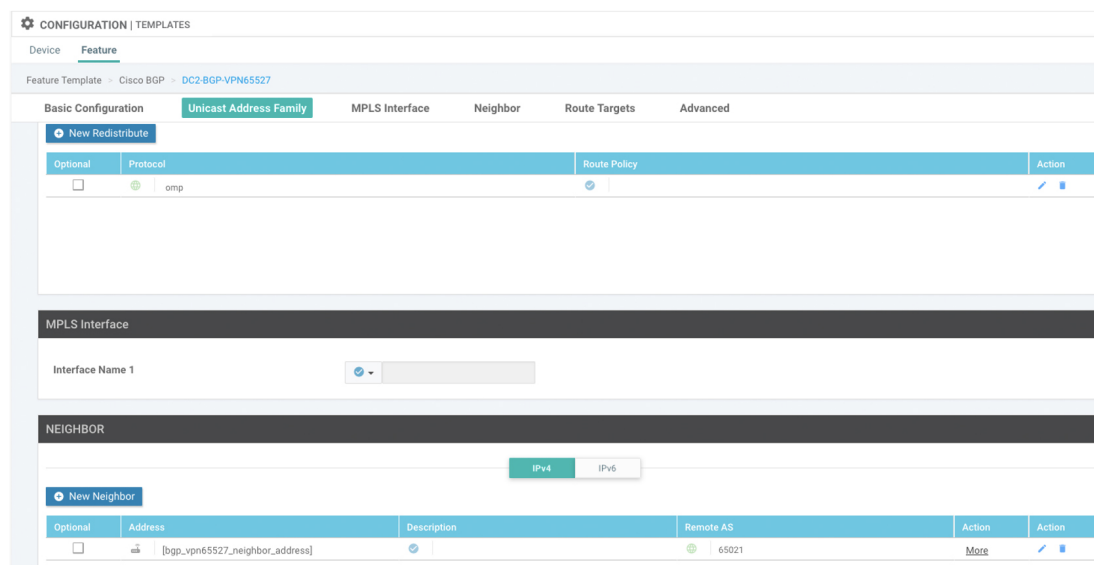 CONFIGURATION | TEMPLATES
Device Feature
Feature Template > Cisco BGP > DC2-BGP-VPN65527
Basic Configuration Unicast Address Family MPLS Interface Neighbor Route Targets Advanced
New Redistribute
Optional Protocol Route Policy Action
omp
MPLS Interface
Interface Name 1
NEIGHBOR
IPv4 IPv6
New Neighbor
Optional Address Description Remote AS Action Action
[bgp_vpn65527_neighbor_address] 65021 More